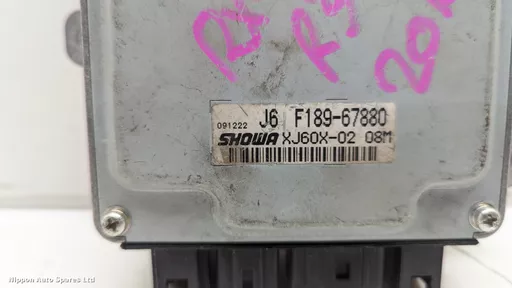 091222 J6 F189-67880
SHOWA XJ60X-02 08M
Nippon Auto Spares Ltd